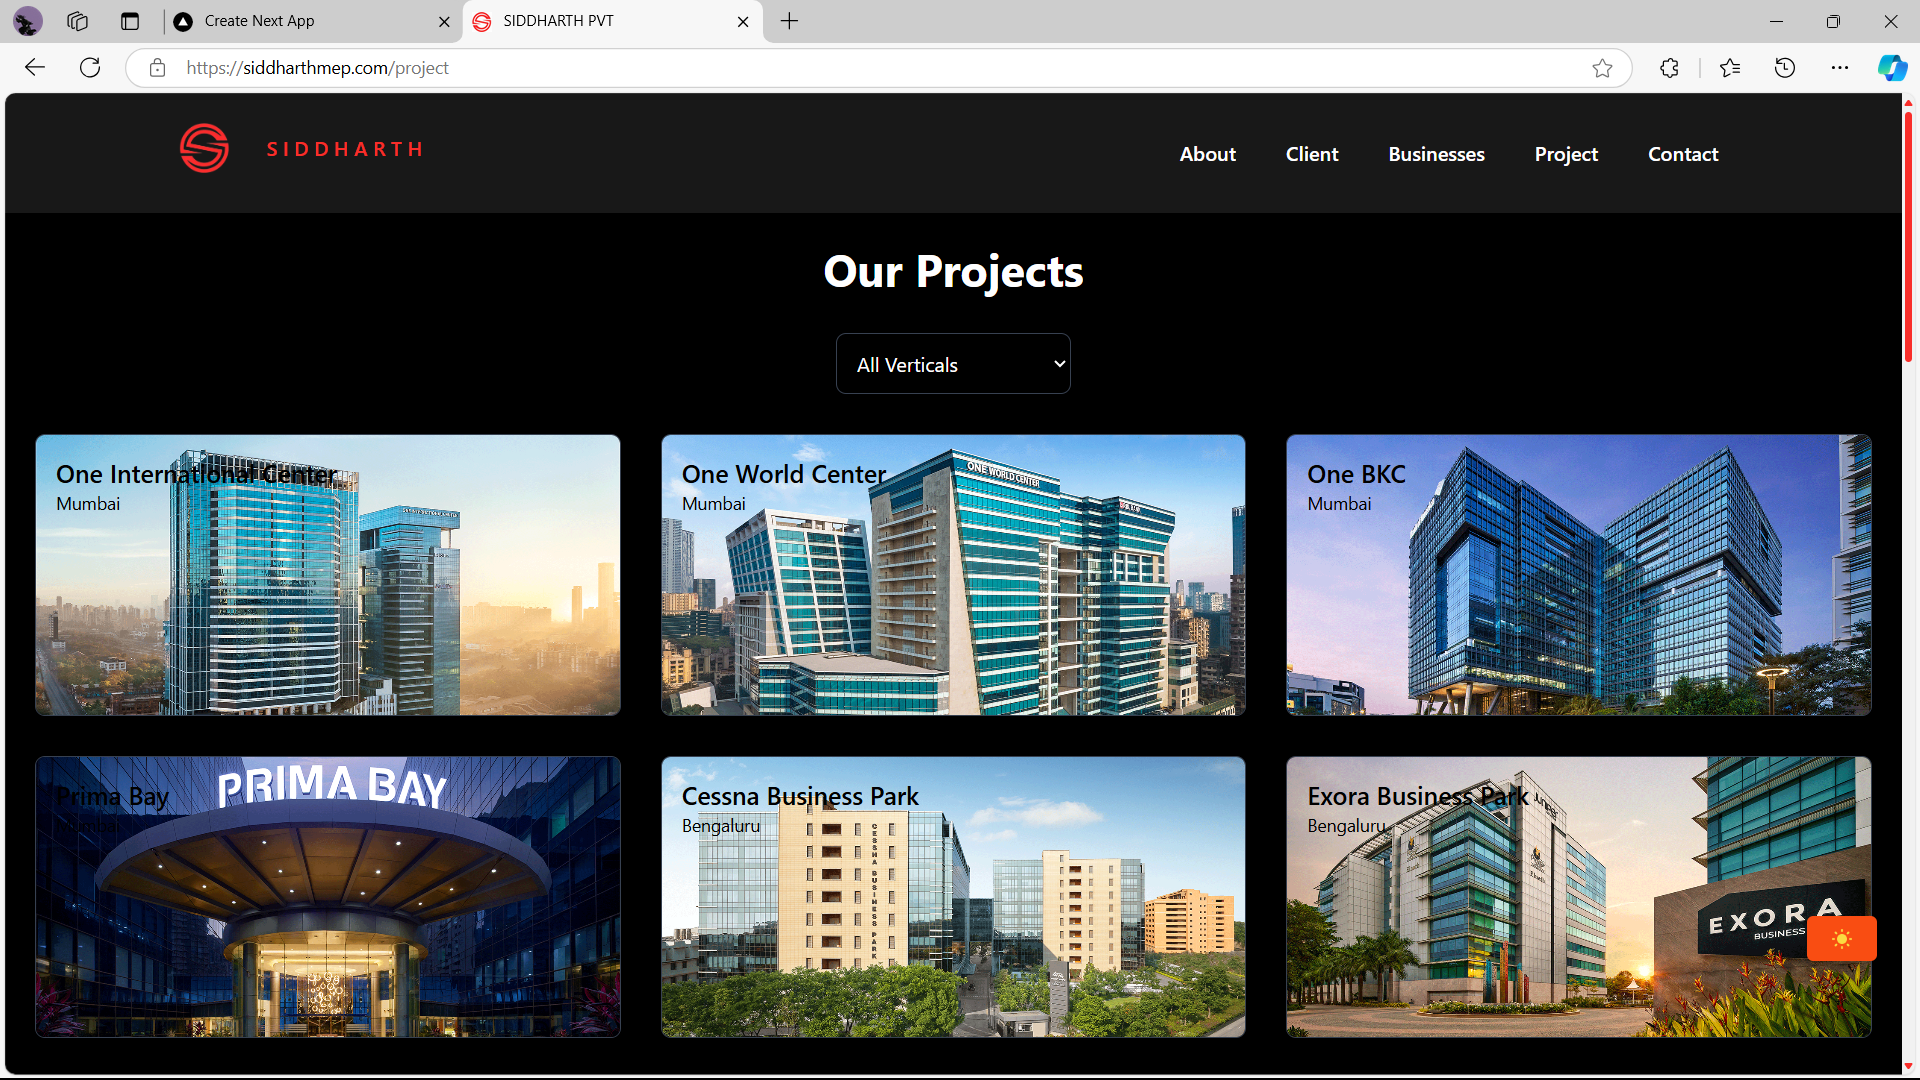 Create Next App
SIDDHARTH PVT
https://siddharthmep.com/project
SIDDHARTH
About
Client
Businesses
Project
Contact
Our Projects
All Verticals
One International Center
Mumbai
One World Center
Mumbai
ONE WORLD CENTER
One BKC
Mumbai
Prima Bay
Mumbai
PRIMA BAY
Cessna Business Park
Bengaluru
CESSNA BUSINESS PARK
Exora Business Park
Bengaluru
EXORA
BUSINESS